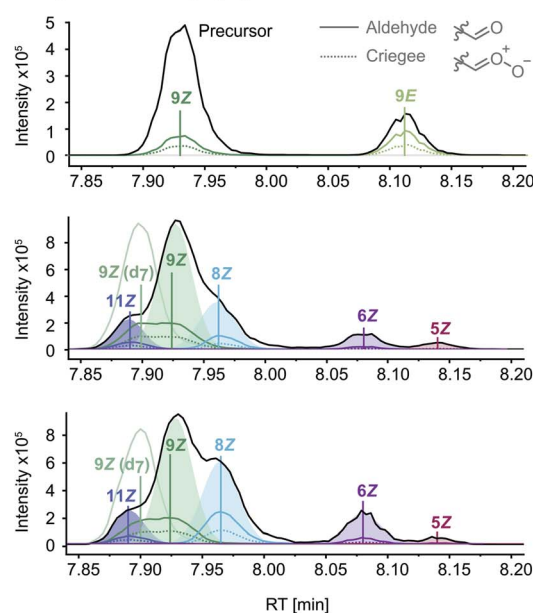 Precursor
Aldehyde
O
Criegee
O
+
O
−
Intensity x10⁵
5
4
3
2
1
0
9Z
9E
7.85 7.90 7.95 8.00 8.05 8.10 8.15 8.20
Intensity x10⁵
8
6
4
2
0
9Z (d7)
11Z
9Z
8Z
6Z
5Z
7.85 7.90 7.95 8.00 8.05 8.10 8.15 8.20
Intensity x10⁵
8
6
4
2
0
9Z (d7)
11Z
9Z
8Z
6Z
5Z
7.85 7.90 7.95 8.00 8.05 8.10 8.15 8.20
RT [min]